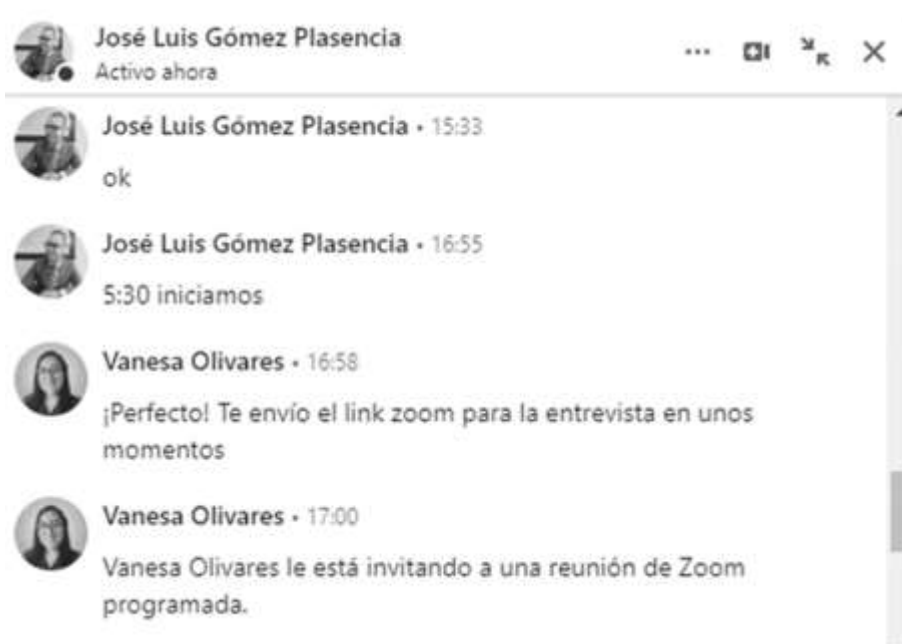 José Luis Gómez Plasencia
Activo ahora
José Luis Gómez Plasencia • 15:33
ok
José Luis Gómez Plasencia • 16:55
5:30 iniciamos
Vanesa Olivares • 16:58
¡Perfecto! Te envío el link zoom para la entrevista en unos
momentos
Vanesa Olivares • 17:00
Vanesa Olivares le está invitando a una reunión de Zoom
programada.